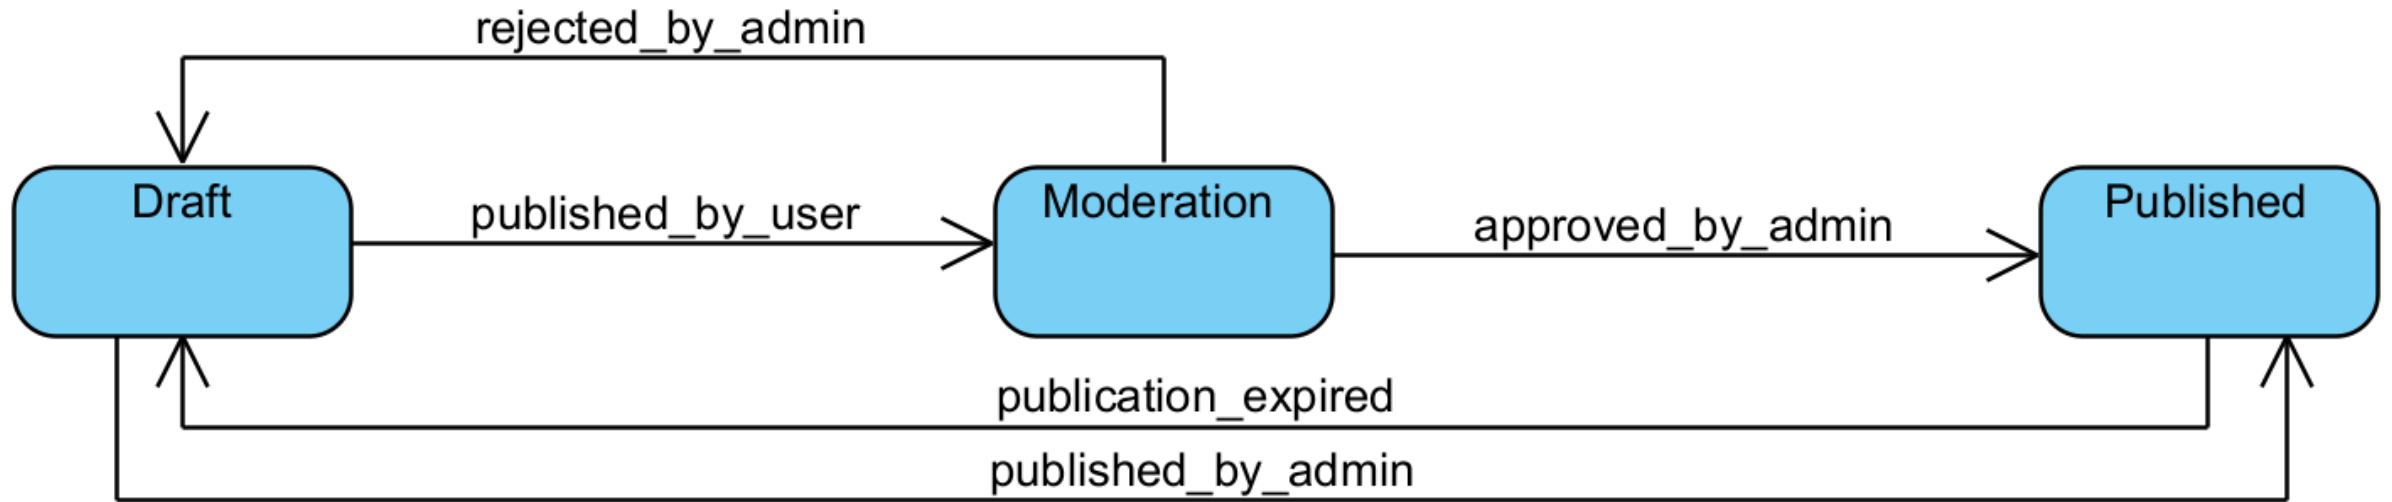 rejected_by_admin
Draft
published_by_user
Moderation
approved_by_admin
Published
publication_expired
published_by_admin